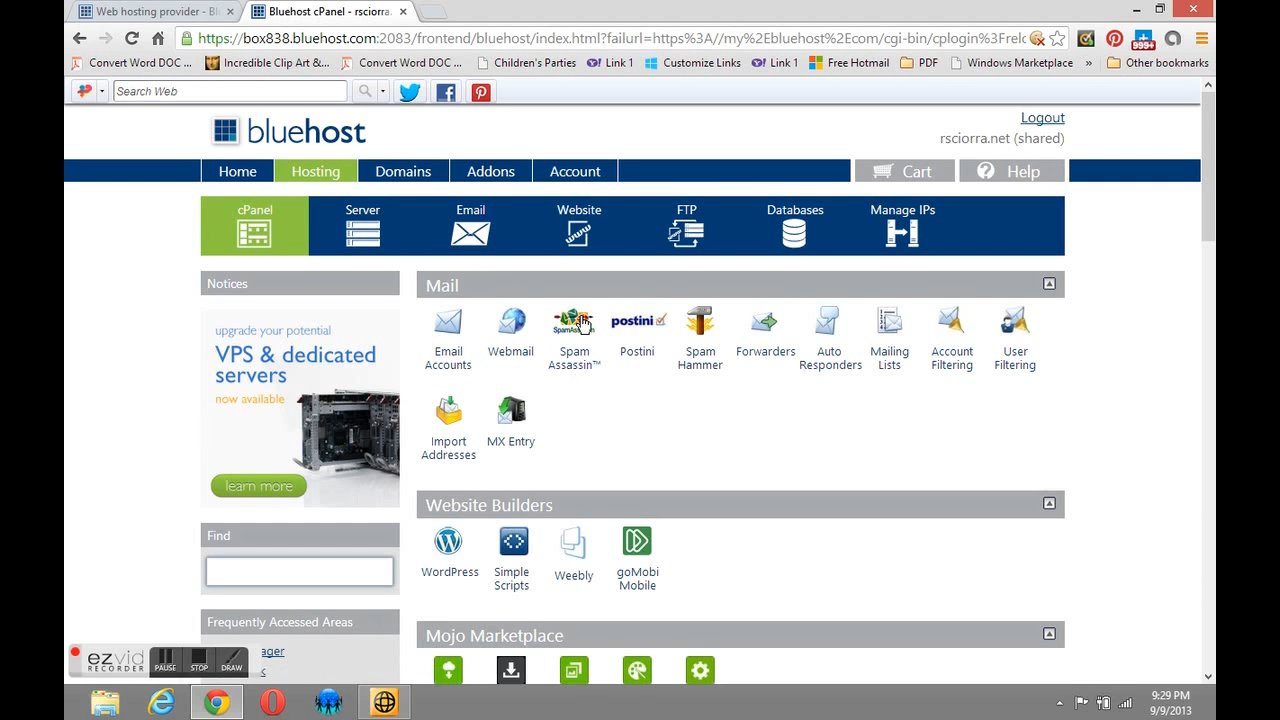 Web hosting provider - Bl
Bluehost cPanel - rsciorra.
https://box838.bluehost.com:2083/frontend/bluehost/index.html?failurl=https%3A//my%2Ebluehost%2Ecom/cgi-bin/cplogin%3Frelo
999+
Convert Word DOC ... Incredible Clip Art &... Convert Word DOC ... Children's Parties Link 1 Customize Links Link 1 Free Hotmail PDF Windows Marketplace » Other bookmarks
Search Web
bluehost
Logout
rsciorra.net (shared)
Home Hosting Domains Addons Account Cart Help
cPanel Server Email Website FTP Databases Manage IPs
www
Notices
upgrade your potential
VPS & dedicated
servers
now available
learn more
Find
Frequently Accessed Areas
ager
Mail
postini
Email Accounts
Webmail
Spam Assassin™
Postini
Spam Hammer
Forwarders
Auto Responders
Mailing Lists
Account Filtering
User Filtering
Import Addresses
MX Entry
Website Builders
WordPress
Simple Scripts
Weebly
goMobi Mobile
Mojo Marketplace
ezvid
RECORDER
PAUSE STOP DRAW
9:29 PM
9/9/2013